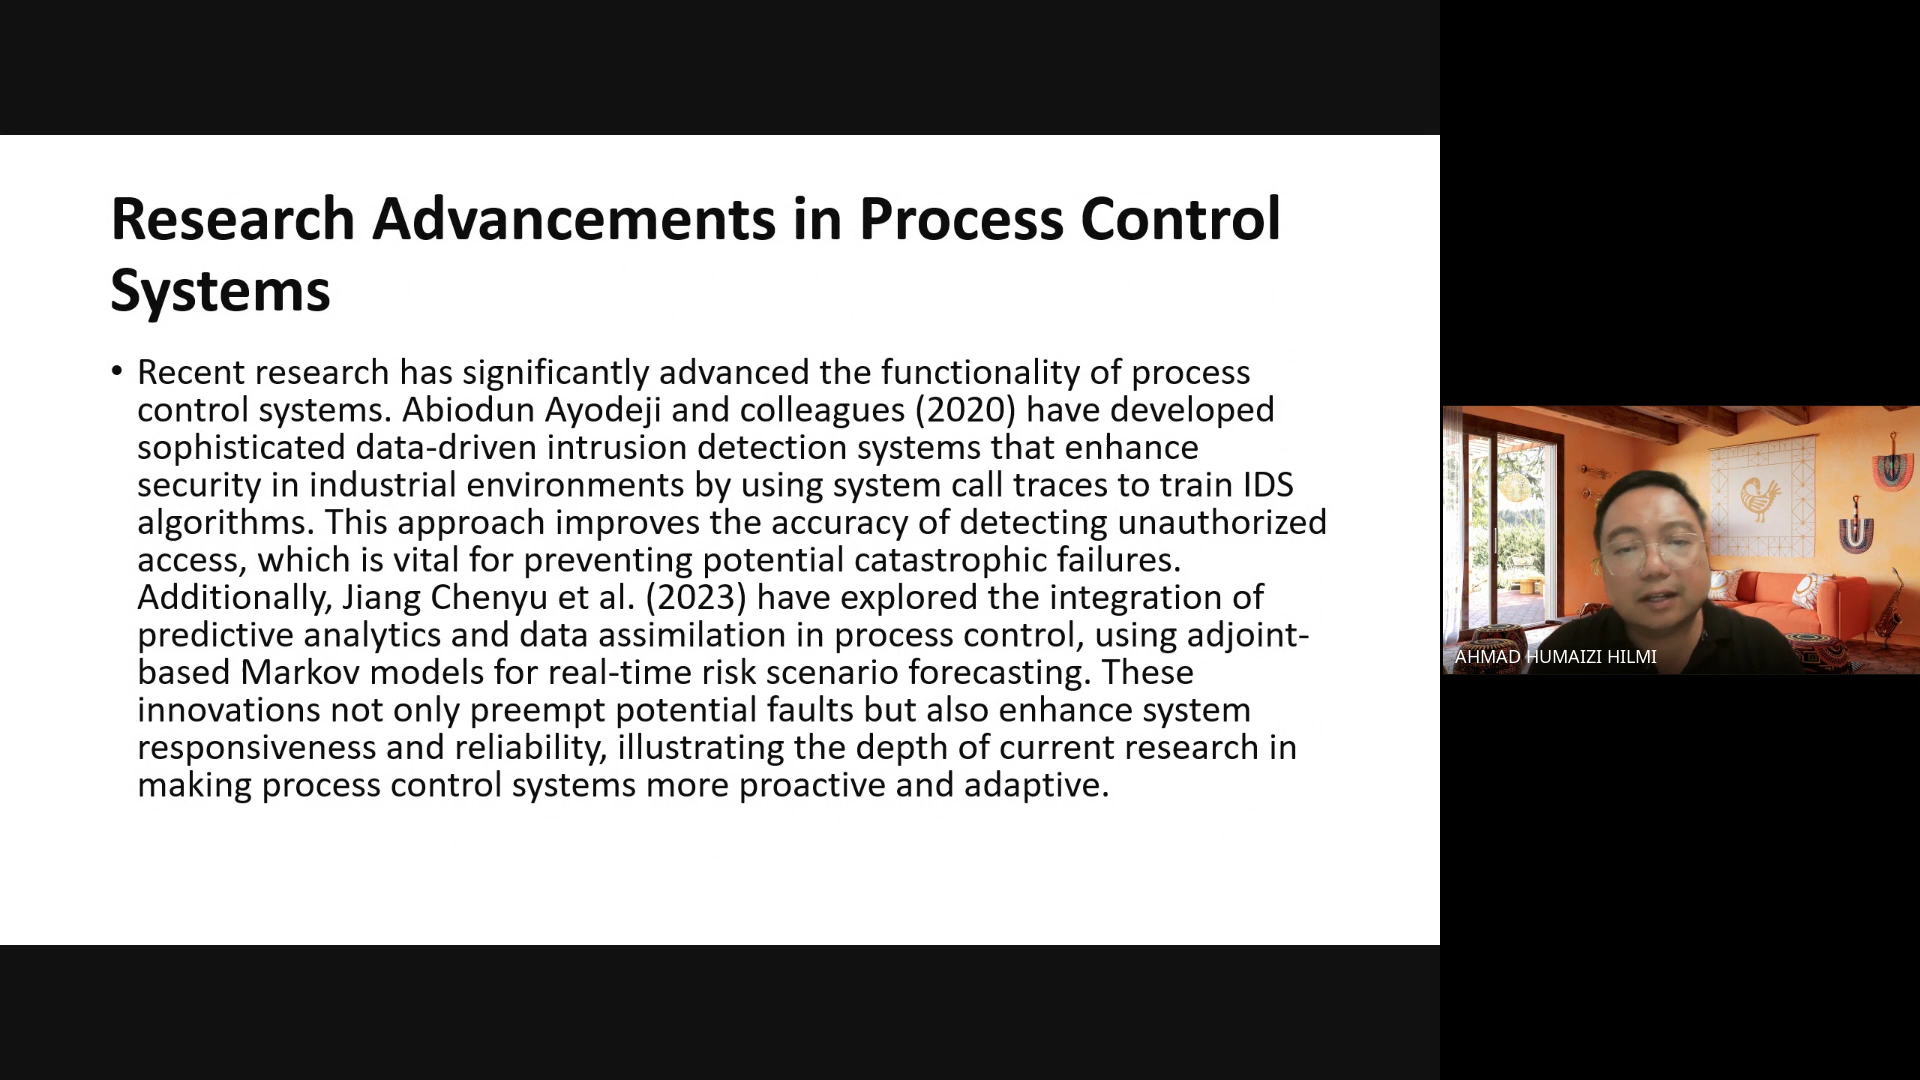 Research Advancements in Process Control
Systems
• Recent research has significantly advanced the functionality of process
control systems. Abiodun Ayodeji and colleagues (2020) have developed
sophisticated data-driven intrusion detection systems that enhance
security in industrial environments by using system call traces to train IDS
algorithms. This approach improves the accuracy of detecting unauthorized
access, which is vital for preventing potential catastrophic failures.
Additionally, Jiang Chenyu et al. (2023) have explored the integration of
predictive analytics and data assimilation in process control, using adjoint-
based Markov models for real-time risk scenario forecasting. These
innovations not only preempt potential faults but also enhance system
responsiveness and reliability, illustrating the depth of current research in
making process control systems more proactive and adaptive.
AHMAD HUMAIZI HILMI